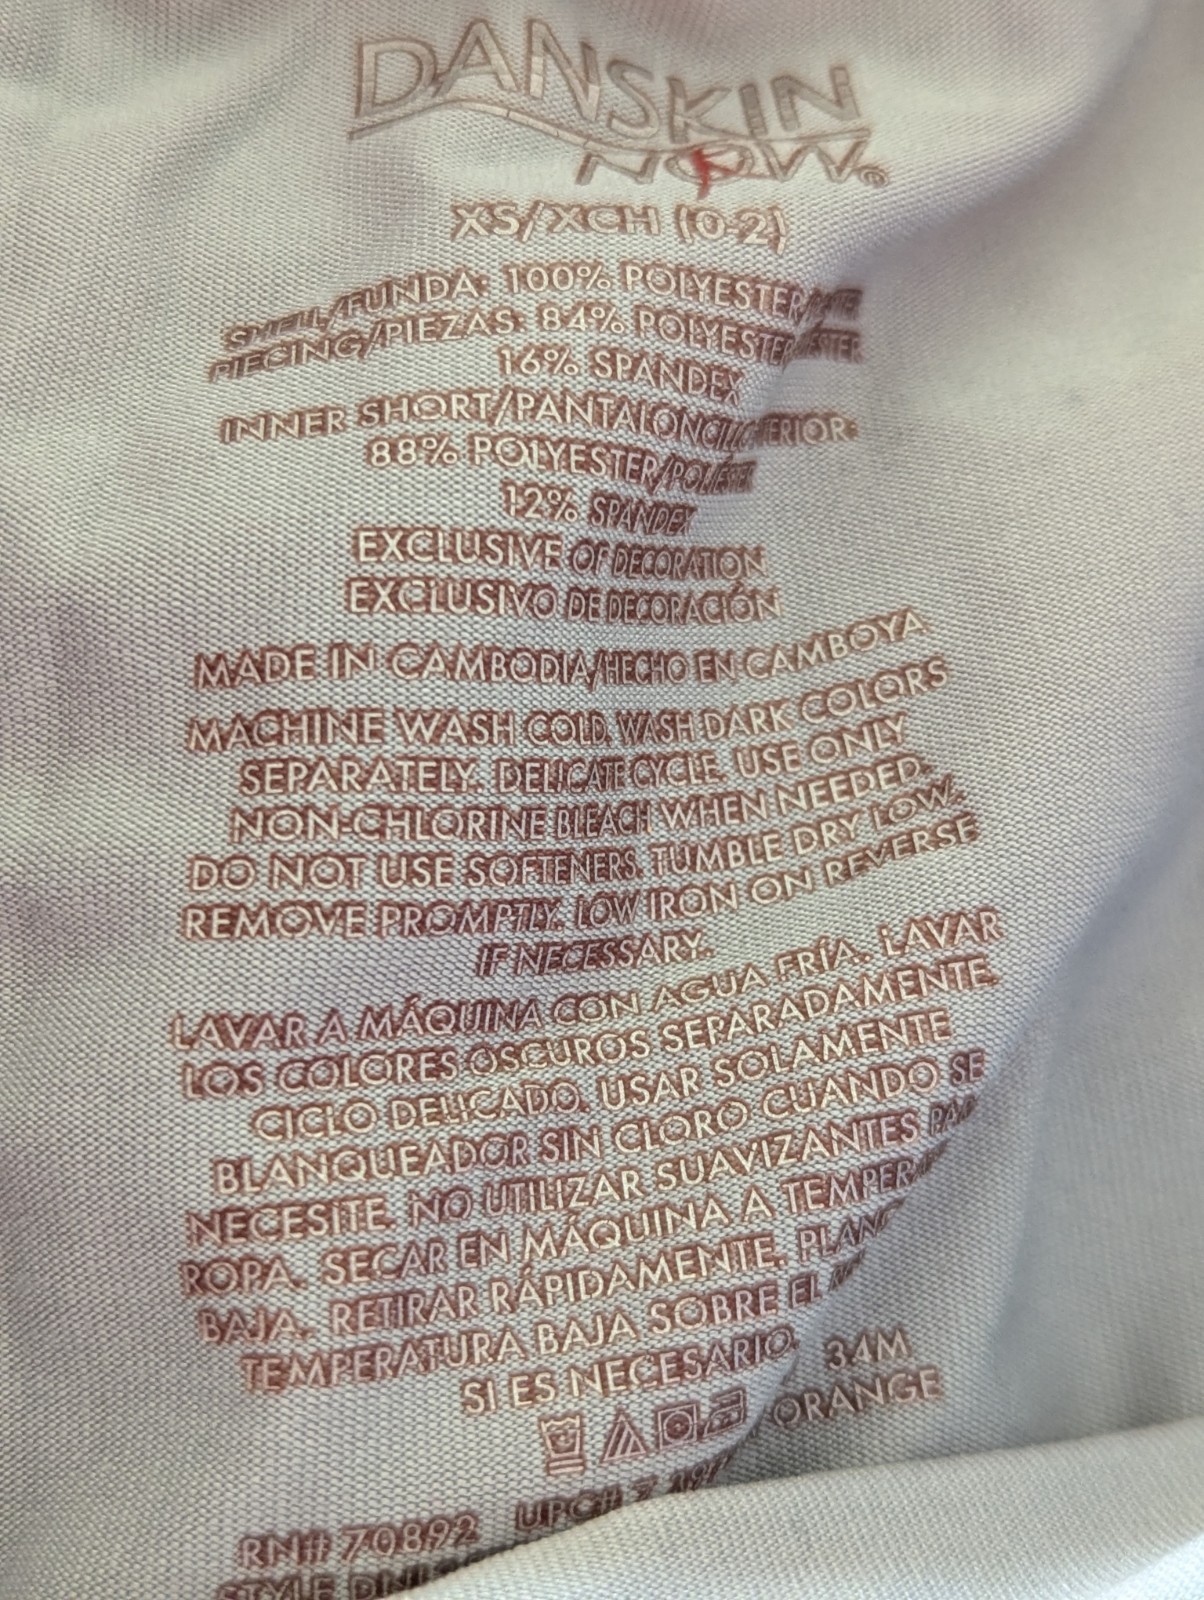 DANSKIN
NOW®
XS/XCH (0-2)
SHELL/FUNDA: 100% POLYESTER/
PIECING/PIEZAS: 84% POLYESTER
16% SPANDEX
INNER SHORT/PANTALONCILLO
88% POLYESTER/POLIÉSTER
12% SPANDEX
EXCLUSIVE OF DECORATION
EXCLUSIVO DE DECORACIÓN
MADE IN CAMBODIA/HECHO EN CAMBOYA
MACHINE WASH COLD. WASH DARK COLORS
SEPARATELY. DELICATE CYCLE. USE ONLY
NON-CHLORINE BLEACH WHEN NEEDED.
DO NOT USE SOFTENERS. TUMBLE DRY LOW.
REMOVE PROMPTLY. LOW IRON ON REVERSE
IF NECESSARY.
LAVAR A MÁQUINA CON AGUA FRÍA. LAVAR
LOS COLORES OSCUROS SEPARADAMENTE.
CICLO DELICADO. USAR SOLAMENTE
BLANQUEADOR SIN CLORO CUANDO SE
NECESITE. NO UTILIZAR SUAVIZANTES
ROPA. SECAR EN MÁQUINA A
BAJA. RETIRAR RÁPIDAMENTE.
TEMPERATURA BAJA SOBRE EL
SI ES NECESARIO. 34M
ORANGE
RN# 70892 UPC#
STYLE